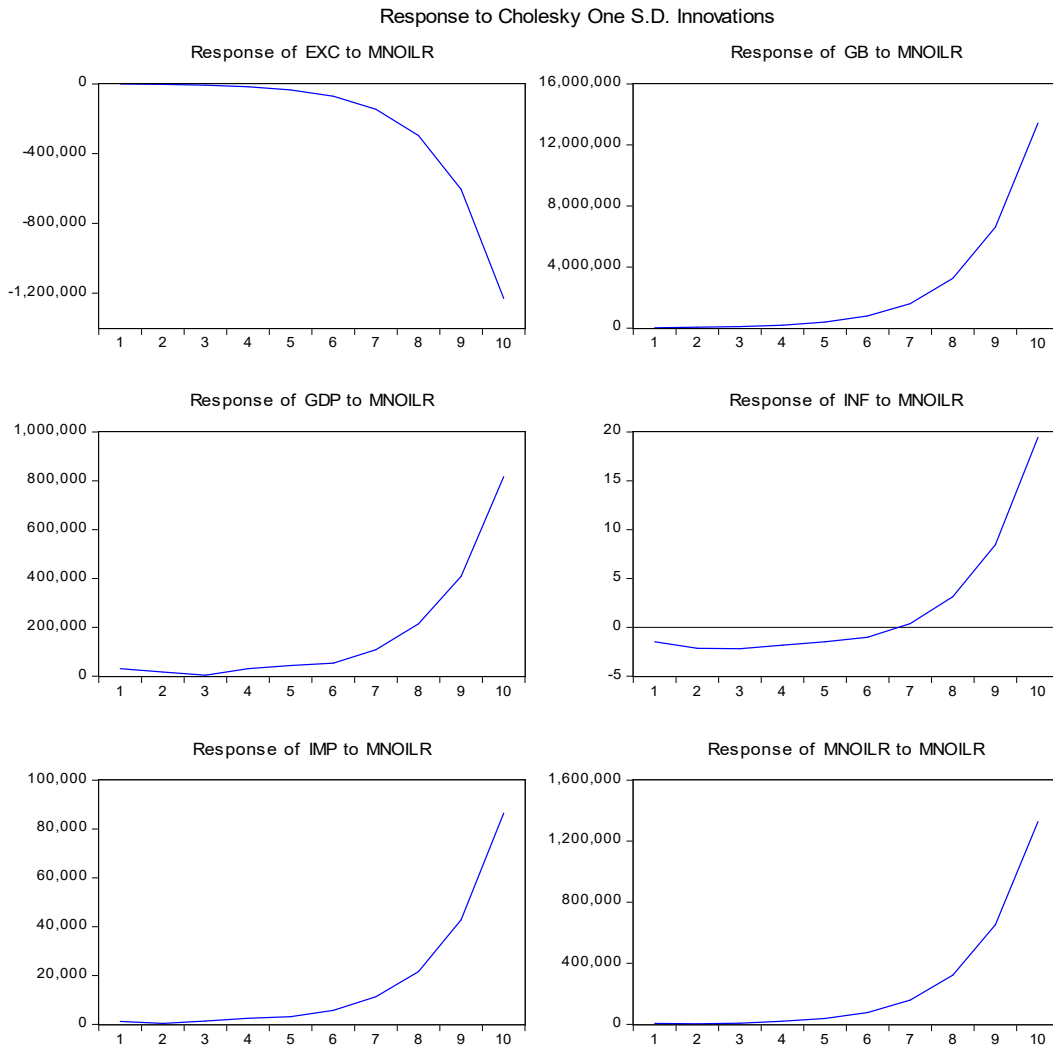 Response to Cholesky One S.D. Innovations
Response of EXC to MNOILR
0
-400,000
-800,000
-1,200,000
1 2 3 4 5 6 7 8 9 10
Response of GB to MNOILR
16,000,000
12,000,000
8,000,000
4,000,000
0
1 2 3 4 5 6 7 8 9 10
Response of GDP to MNOILR
1,000,000
800,000
600,000
400,000
200,000
0
1 2 3 4 5 6 7 8 9 10
Response of INF to MNOILR
20
15
10
5
0
-5
1 2 3 4 5 6 7 8 9 10
Response of IMP to MNOILR
100,000
80,000
60,000
40,000
20,000
0
1 2 3 4 5 6 7 8 9 10
Response of MNOILR to MNOILR
1,600,000
1,200,000
800,000
400,000
0
1 2 3 4 5 6 7 8 9 10